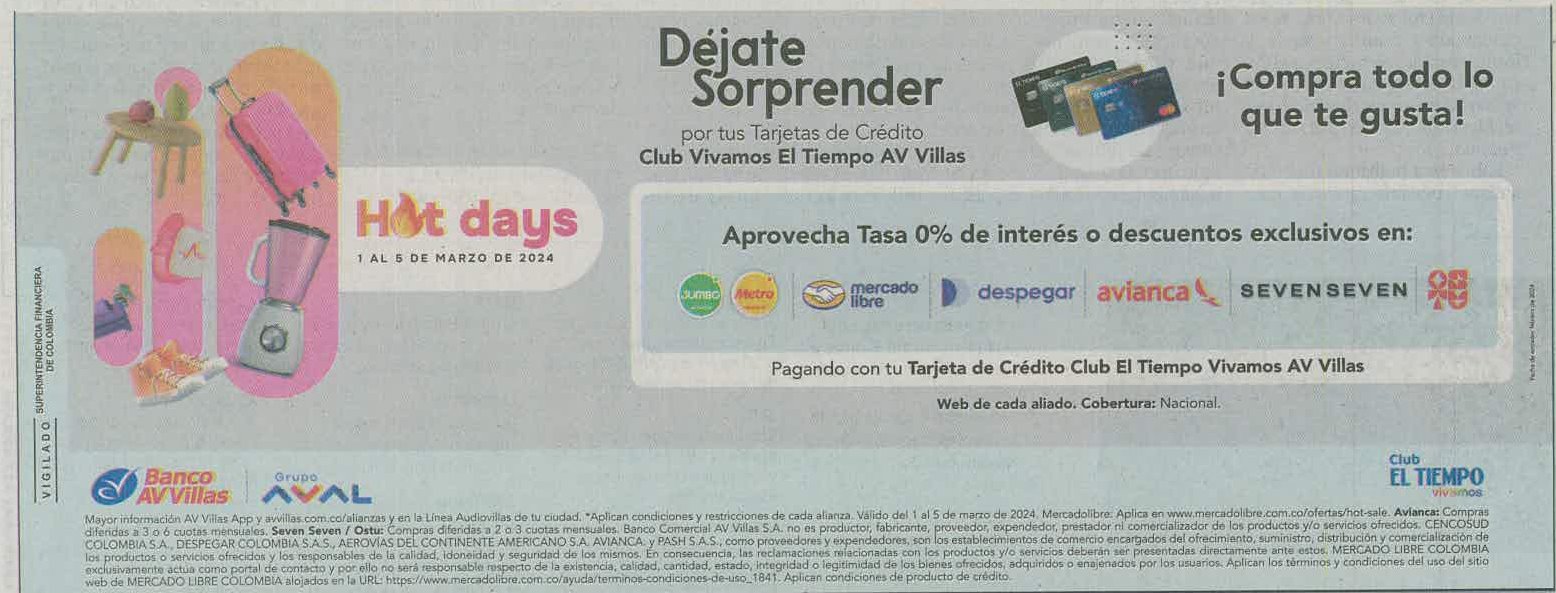 Déjate
Sorprender
por tus Tarjetas de Crédito
Club Vivamos El Tiempo AV Villas
¡Compra todo lo
que te gusta!
Hot days
1 AL 5 DE MARZO DE 2024
Aprovecha Tasa 0% de interés o descuentos exclusivos en:
JUMBO
Metro
mercado
libre
despegar
avianca
SEVEN SEVEN
Pagando con tu Tarjeta de Crédito Club El Tiempo Vivamos AV Villas
Web de cada aliado. Cobertura: Nacional.
VIGILADO
SUPERINTENDENCIA FINANCIERA
DE COLOMBIA
Banco
AV Villas
Grupo
AVAL
Club
EL TIEMPO
vivamos
Mayor información AV Villas App y avvillas.com.co/alianzas y en la Línea Audiovillas de tu ciudad. *Aplican condiciones y restricciones de cada alianza. Válido del 1 al 5 de marzo de 2024. Mercadolibre: Aplica en www.mercadolibre.com.co/ofertas/hot-sale. Avianca: Compras
diferidas a 3 o 6 cuotas mensuales. Seven Seven / Ostu: Compras diferidas a 2 o 3 cuotas mensuales. Banco Comercial AV Villas S.A. no es productor, fabricante, proveedor, expendedor, prestador ni comercializador de los productos y/o servicios ofrecidos. CENCOSUD
COLOMBIA S.A., DESPEGAR COLOMBIA S.A.S., AEROVÍAS DEL CONTINENTE AMERICANO S.A. AVIANCA. y PASH S.A.S., como proveedores y expendedores, son los establecimientos de comercio encargados del ofrecimiento, suministro, distribución y comercialización de
los productos o servicios ofrecidos y los responsables de la calidad, idoneidad y seguridad de los mismos. En consecuencia, las reclamaciones relacionadas con los productos y/o servicios deberán ser presentadas directamente ante estos. MERCADO LIBRE COLOMBIA
exclusivamente actúa como portal de contacto y por ello no será responsable respecto de la existencia, calidad, cantidad, estado, integridad o legitimidad de los bienes ofrecidos, adquiridos o enajenados por los usuarios. Aplican los términos y condiciones del uso del sitio
web de MERCADO LIBRE COLOMBIA alojados en la URL: https://www.mercadolibre.com.co/ayuda/terminos-condiciones-de-uso_1841. Aplican condiciones de producto de crédito.